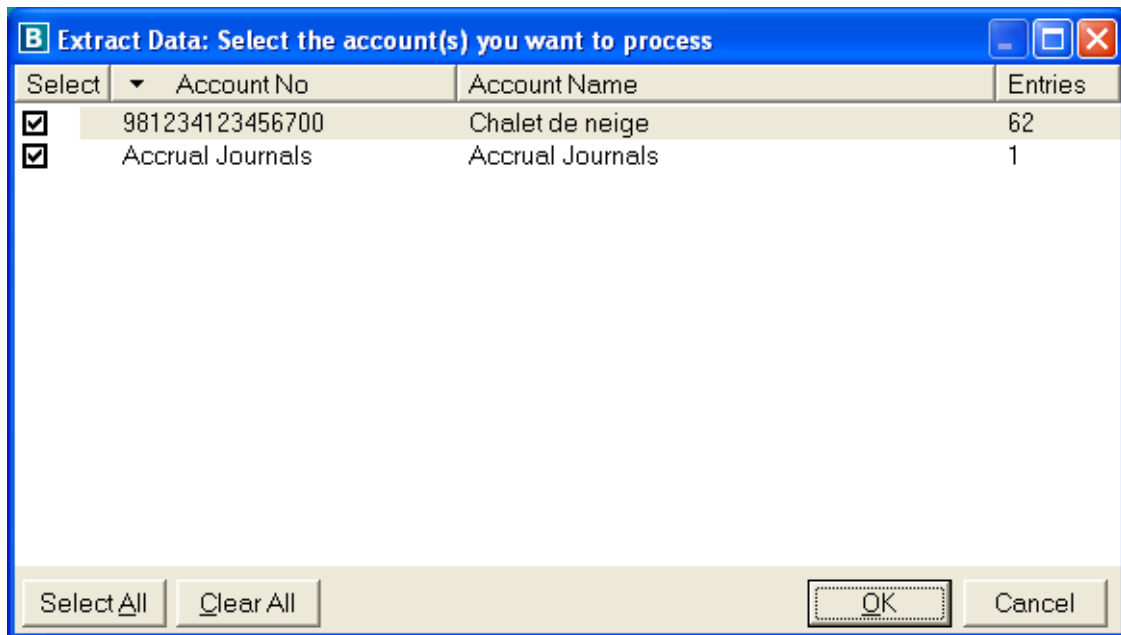 B Extract Data: Select the account(s) you want to process
Select Account No Account Name Entries
981234123456700 Chalet de neige 62
Accrual Journals Accrual Journals 1
Select All Clear All OK Cancel